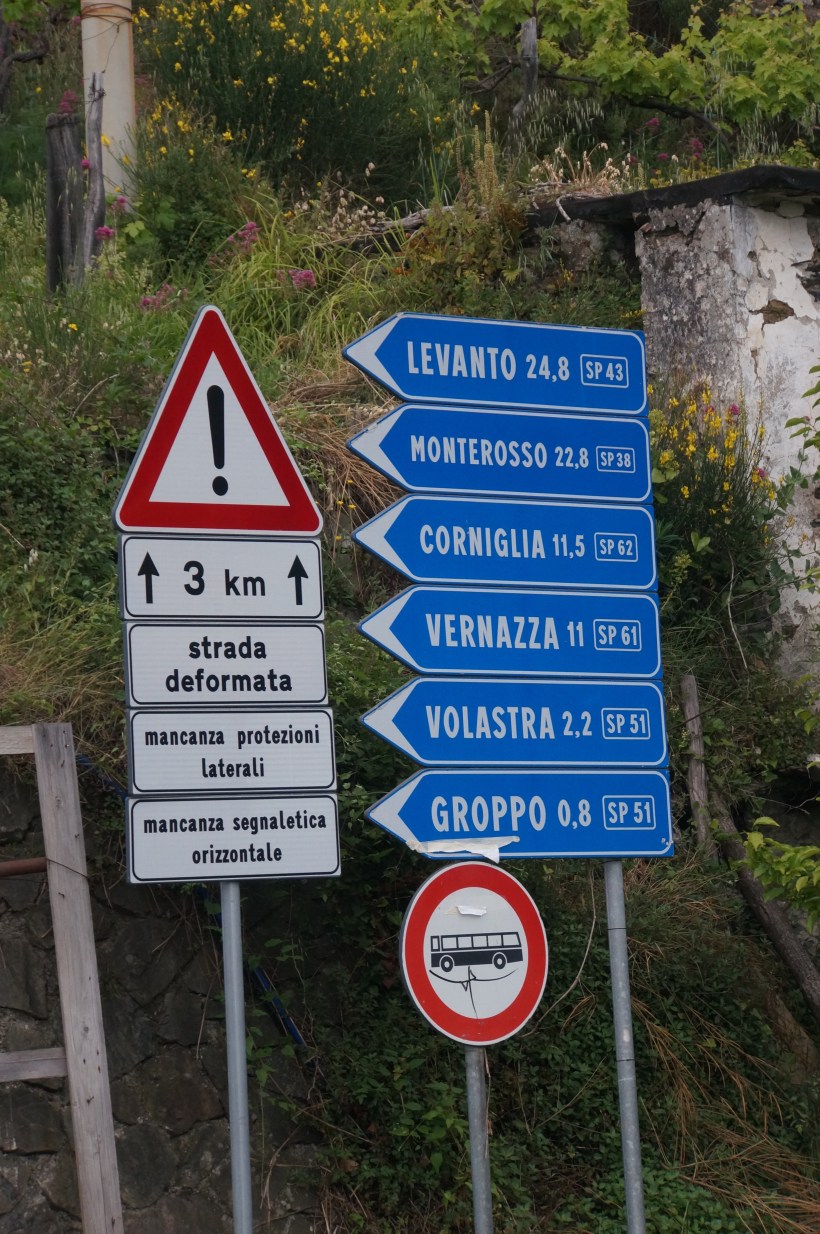 !
3 km
strada
deformata
mancanza protezioni
laterali
mancanza segnaletica
orizzontale
LEVANTO 24,8 SP 43
MONTEROSSO 22,8 SP 38
CORNIGLIA 11,5 SP 62
VERNAZZA 11 SP 61
VOLASTRA 2,2 SP 51
GROPPO 0,8 SP 51